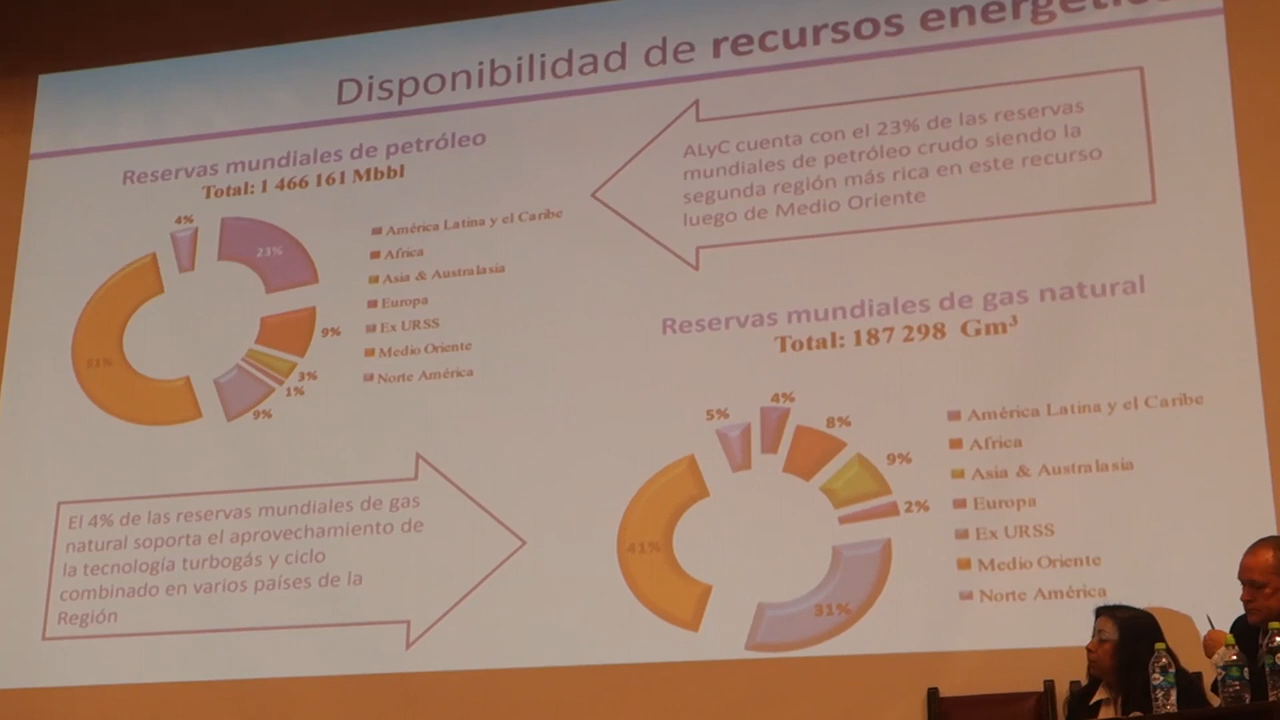 Disponibilidad de recursos
Reservas mundiales de petróleo
Total: 1 466 161 Mbbl
4%
23%
9%
3%
1%
9%
51%
América Latina y el Caribe
Africa
Asia & Australasia
Europa
Ex URSS
Medio Oriente
Norte América
ALyC cuenta con el 23% de las reservas
mundiales de petróleo crudo siendo la
segunda región más rica en este recurso
luego de Medio Oriente
El 4% de las reservas mundiales de gas
natural soporta el aprovechamiento de
la tecnología turbogás y ciclo
combinado en varios países de la
Región
Reservas mundiales de gas natural
Total: 187 298 Gm³
5%
4%
8%
9%
2%
31%
41%
América Latina y el Caribe
Africa
Asia & Australasia
Europa
Ex URSS
Medio Oriente
Norte América